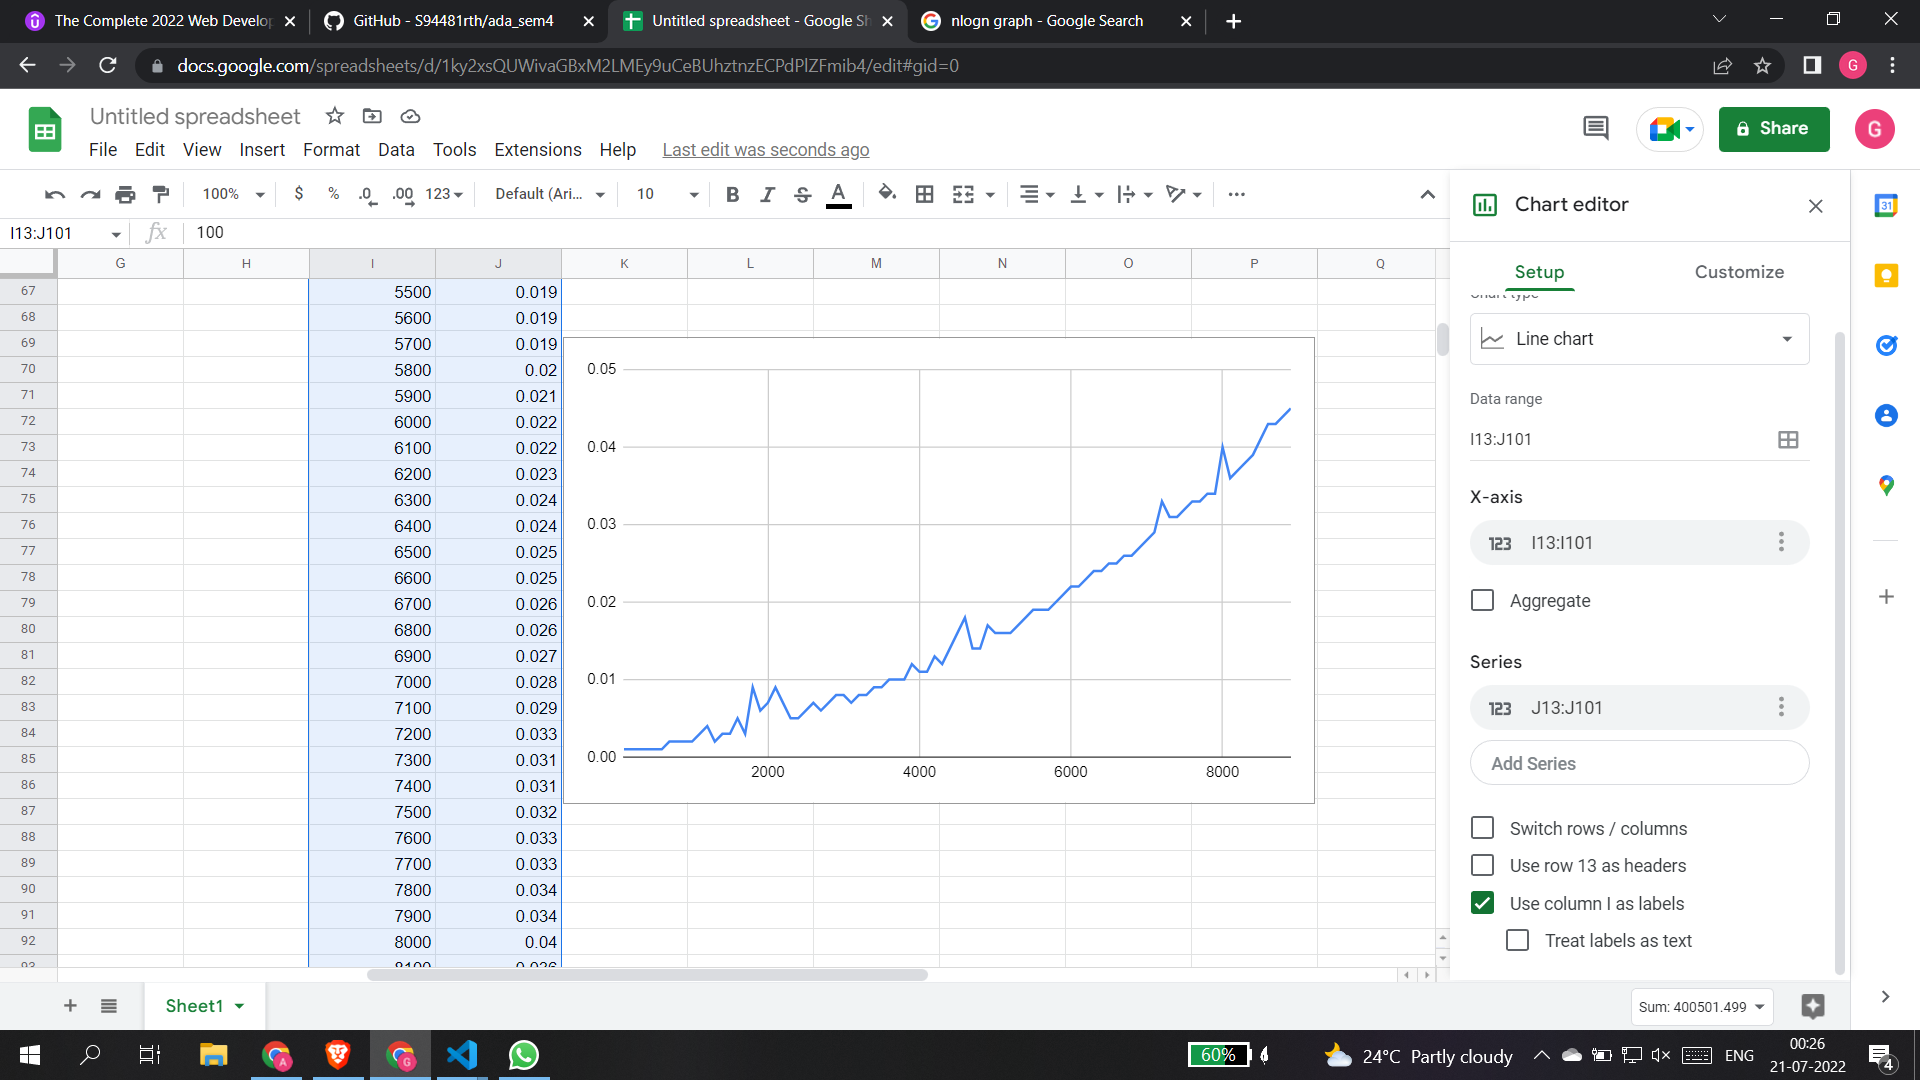 The Complete 2022 Web Develop
GitHub - S94481rth/ada_sem4
Untitled spreadsheet - Google Sh
nlogn graph - Google Search
docs.google.com/spreadsheets/d/1ky2xsQUWivaGBxM2LMEy9uCeBUhztnzECPdPlZFmib4/edit#gid=0
G
Untitled spreadsheet
File Edit View Insert Format Data Tools Extensions Help Last edit was seconds ago
Share
G
100% $ % .0 .00 123 Default (Ari... 10 B I S A
Chart editor
31
I13:J101 fx 100
G H I J K L M N O P Q
Setup Customize
67 5500 0.019
68 5600 0.019
69 5700 0.019
70 5800 0.02
71 5900 0.021
72 6000 0.022
73 6100 0.022
74 6200 0.023
75 6300 0.024
76 6400 0.024
77 6500 0.025
78 6600 0.025
79 6700 0.026
80 6800 0.026
81 6900 0.027
82 7000 0.028
83 7100 0.029
84 7200 0.033
85 7300 0.031
86 7400 0.031
87 7500 0.032
88 7600 0.033
89 7700 0.033
90 7800 0.034
91 7900 0.034
92 8000 0.04
93 8100 0.036
0.05
0.04
0.03
0.02
0.01
0.00
2000 4000 6000 8000
Chart type
Line chart
Data range
I13:J101
X-axis
123 I13:I101
Aggregate
Series
123 J13:J101
Add Series
Switch rows / columns
Use row 13 as headers
Use column I as labels
Treat labels as text
Sheet1
Sum: 400501.499
A
G
60%
24°C Partly cloudy
ENG
00:26
21-07-2022
4